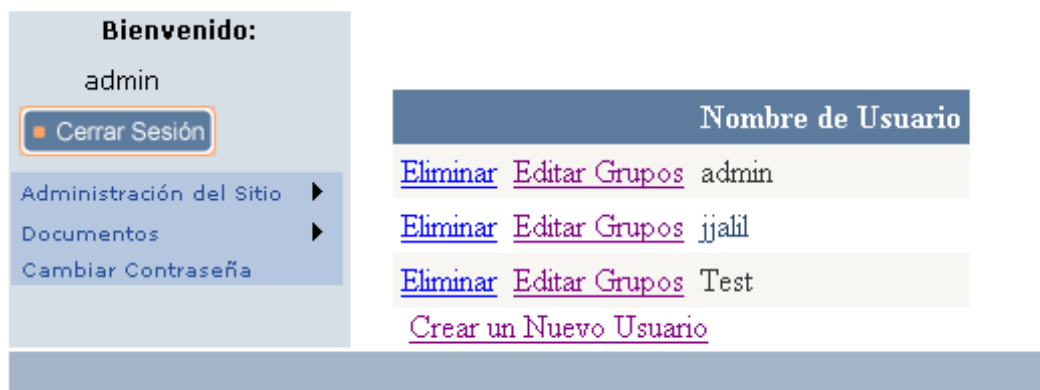 Bienvenido:
admin
Cerrar Sesión
Administración del Sitio
Documentos
Cambiar Contraseña
Nombre de Usuario
Eliminar Editar Grupos admin
Eliminar Editar Grupos jjalil
Eliminar Editar Grupos Test
Crear un Nuevo Usuario